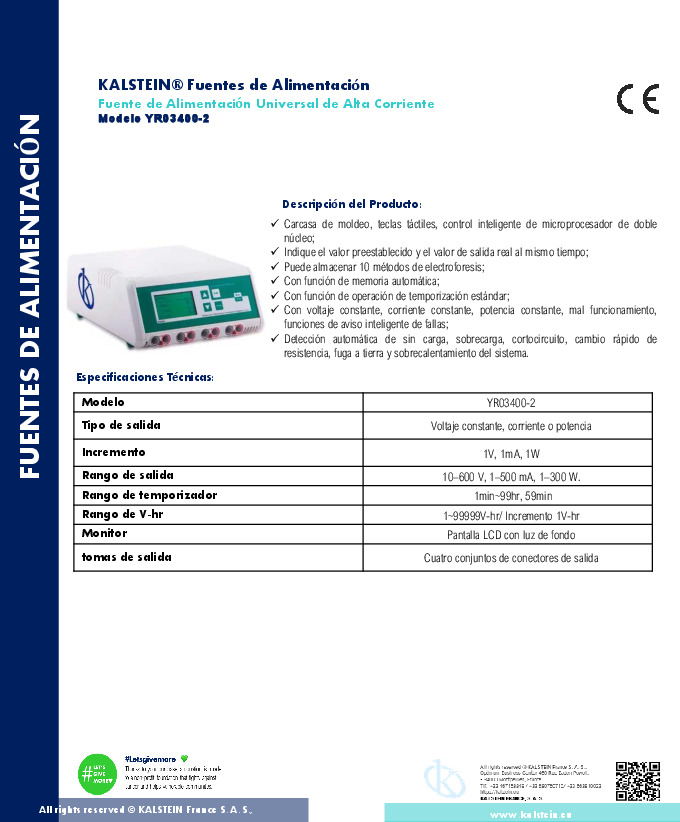 FUENTES DE ALIMENTACIÓN
KALSTEIN® Fuentes de Alimentación
Fuente de Alimentación Universal de Alta Corriente
Modelo YR03400-2
CE
Descripción del Producto:
✓ Carcasa de moldeo, teclas táctiles, control inteligente de microprocesador de doble
núcleo;
✓ Indique el valor preestablecido y el valor de salida real al mismo tiempo;
✓ Puede almacenar 10 métodos de electroforesis;
✓ Con función de memoria automática;
✓ Con función de operación de temporización estándar;
✓ Con voltaje constante, corriente constante, potencia constante, mal funcionamiento,
funciones de aviso inteligente de fallas;
✓ Detección automática de sin carga, sobrecarga, cortocircuito, cambio rápido de
resistencia, fuga a tierra y sobrecalentamiento del sistema.
Especificaciones Técnicas:
Modelo YR03400-2
Tipo de salida Voltaje constante, corriente o potencia
Incremento 1V, 1mA, 1W
Rango de salida 10–600 V, 1–500 mA, 1–300 W.
Rango de temporizador 1min~99hr, 59min
Rango de V-hr 1~99999V-hr/ Incremento 1V-hr
Monitor Pantalla LCD con luz de fondo
tomas de salida Cuatro conjuntos de conectores de salida
#Letsgivemore
# LET'S
GIVE
MORE
All rights reserved © KALSTEIN France S. A. S.,
KALSTEIN FRANCE, S. A. S
All rights reserved © KALSTEIN France S. A. S.,
www.kalstein.eu